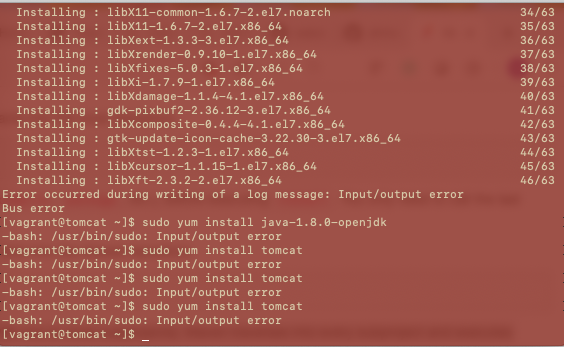 Installing : libX11-common-1.6.7-2.el7.noarch 34/63
Installing : libX11-1.6.7-2.el7.x86_64 35/63
Installing : libXext-1.3.3-3.el7.x86_64 36/63
Installing : libXrender-0.9.10-1.el7.x86_64 37/63
Installing : libXfixes-5.0.3-1.el7.x86_64 38/63
Installing : libXi-1.7.9-1.el7.x86_64 39/63
Installing : libXdamage-1.1.4-4.1.el7.x86_64 40/63
Installing : gdk-pixbuf2-2.36.12-3.el7.x86_64 41/63
Installing : libXcomposite-0.4.4-4.1.el7.x86_64 42/63
Installing : gtk-update-icon-cache-3.22.30-3.el7.x86_64 43/63
Installing : libXtst-1.2.3-1.el7.x86_64 44/63
Installing : libXcursor-1.1.15-1.el7.x86_64 45/63
Installing : libXft-2.3.2-2.el7.x86_64 46/63
Error occurred during writing of a log message: Input/output error
Bus error
[vagrant@tomcat ~]$ sudo yum install java-1.8.0-openjdk
-bash: /usr/bin/sudo: Input/output error
[vagrant@tomcat ~]$ sudo yum install tomcat
-bash: /usr/bin/sudo: Input/output error
[vagrant@tomcat ~]$ sudo yum install tomcat
-bash: /usr/bin/sudo: Input/output error
[vagrant@tomcat ~]$ sudo yum install tomcat
-bash: /usr/bin/sudo: Input/output error
[vagrant@tomcat ~]$ _